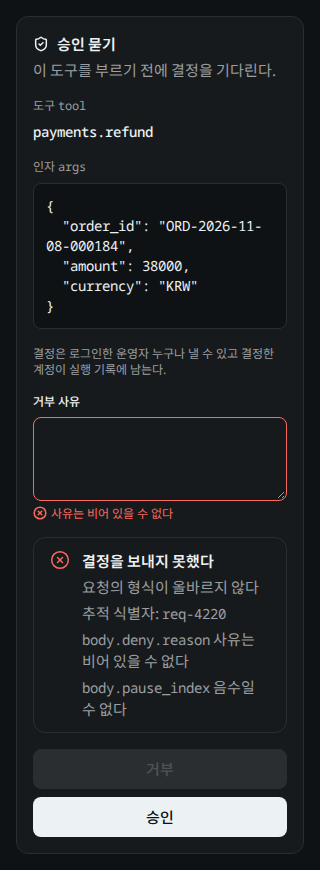 승인 묻기
이 도구를 부르기 전에 결정을 기다린다.
도구 tool
payments.refund
인자 args
{
"order_id": "ORD-2026-11-
08-000184",
"amount": 38000,
"currency": "KRW"
}
결정은 로그인한 운영자 누구나 낼 수 있고 결정한
계정이 실행 기록에 남는다.
거부 사유
사유는 비어 있을 수 없다
결정을 보내지 못했다
요청의 형식이 올바르지 않다
추적 식별자: req-4220
body.deny.reason 사유는
비어 있을 수 없다
body.pause_index 음수일
수 없다
거부
승인